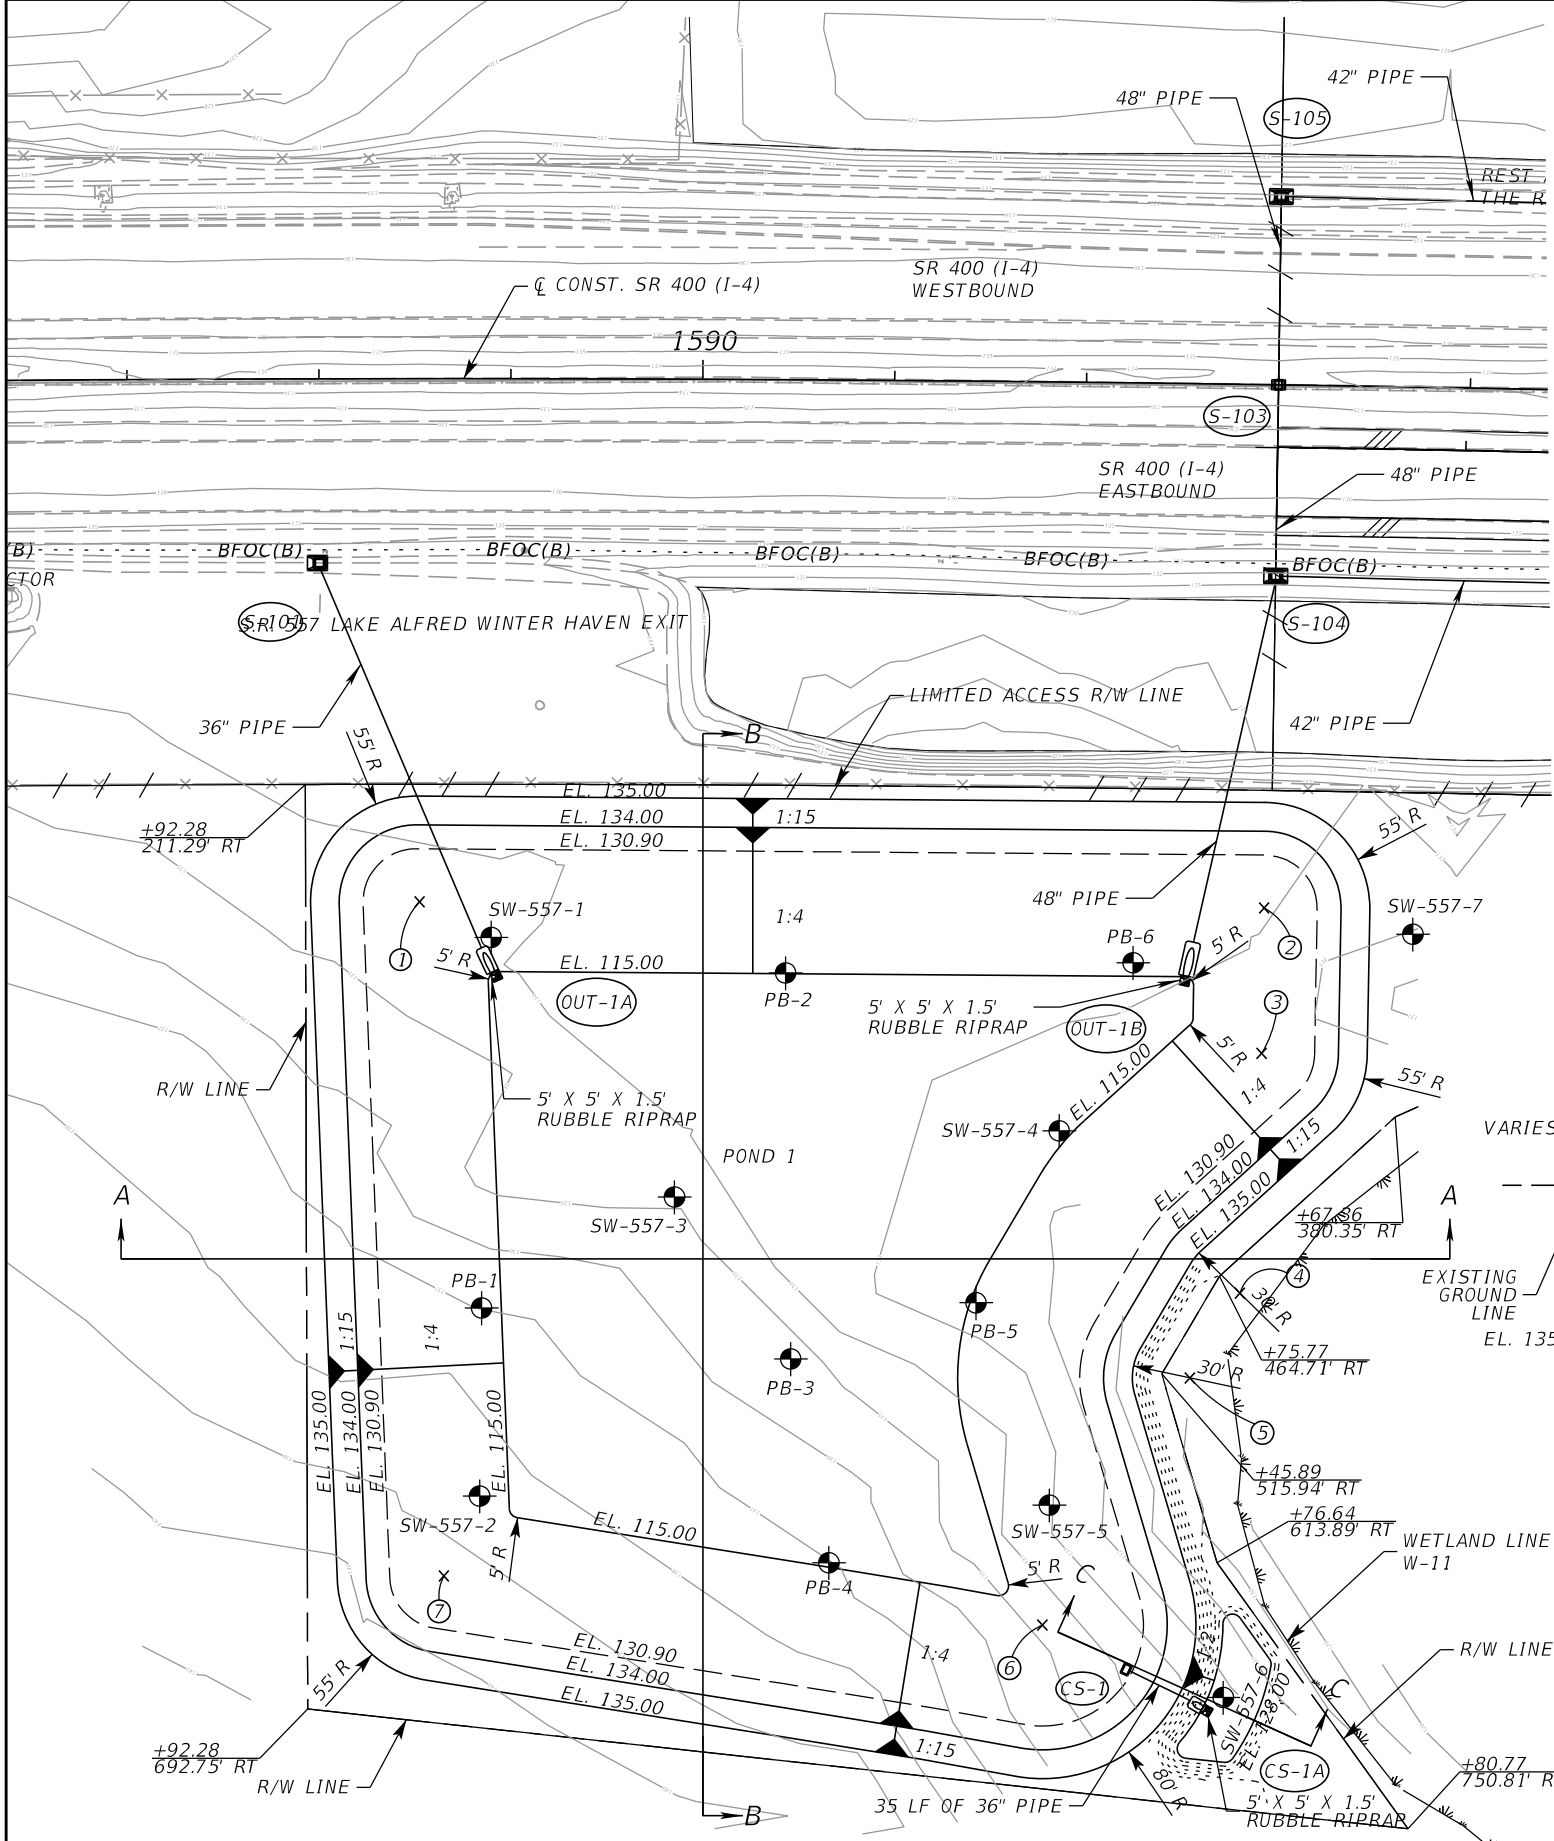 42" PIPE
48" PIPE
S-105
REST
THE R
SR 400 (I-4)
WESTBOUND
℄ CONST. SR 400 (I-4)
1590
S-103
SR 400 (I-4)
EASTBOUND
48" PIPE
(B)
BFOC(B)
BFOC(B)
BFOC(B)
BFOC(B)
BFOC(B)
CTOR
S-101
S.R. 557 LAKE ALFRED WINTER HAVEN EXIT
S-104
LIMITED ACCESS R/W LINE
36" PIPE
42" PIPE
55' R
B
EL. 135.00
EL. 134.00
1:15
EL. 130.90
+92.28
211.29' RT
55' R
48" PIPE
SW-557-1
SW-557-7
1:4
PB-6
5' R
1
2
5' R
EL. 115.00
PB-2
OUT-1A
3
5' X 5' X 1.5'
RUBBLE RIPRAP
OUT-1B
5' R
EL. 115.00
1:4
55' R
R/W LINE
5' X 5' X 1.5'
RUBBLE RIPRAP
SW-557-4
VARIES
1:15
POND 1
EL. 130.90
EL. 134.00
EL. 135.00
A
A
SW-557-3
+67.36
380.35' RT
PB-1
4
EXISTING
GROUND
LINE
30' R
PB-5
EL. 135
1:15
1:4
+75.77
464.71' RT
PB-3
30' R
EL. 135.00
EL. 134.00
EL. 130.90
EL. 115.00
5
+45.89
515.94' RT
SW-557-2
EL. 115.00
SW-557-5
+76.64
613.89' RT
WETLAND LINE
W-11
5' R
PB-4
5' R
C
7
EL. 130.90
EL. 134.00
EL. 135.00
1:4
6
1:2
R/W LINE
CS-1
C
55' R
SW-557-6
EL. 128.00
1:15
+92.28
692.75' RT
R/W LINE
CS-1A
+80.77
750.81' R
80' R
35 LF OF 36" PIPE
5' X 5' X 1.5'
RUBBLE RIPRAP
B